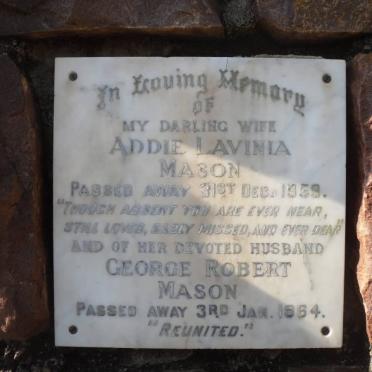 In Loving Memory
OF
MY DARLING WIFE
ADDIE LAVINIA
MASON
PASSED AWAY 31ST DEC. 1959.
"THOUGH ABSENT YOU ARE EVER NEAR,
STILL LOVED, SADLY MISSED, AND EVER DEAR"
AND OF HER DEVOTED HUSBAND
GEORGE ROBERT
MASON
PASSED AWAY 3RD JAN. 1964.
"REUNITED."